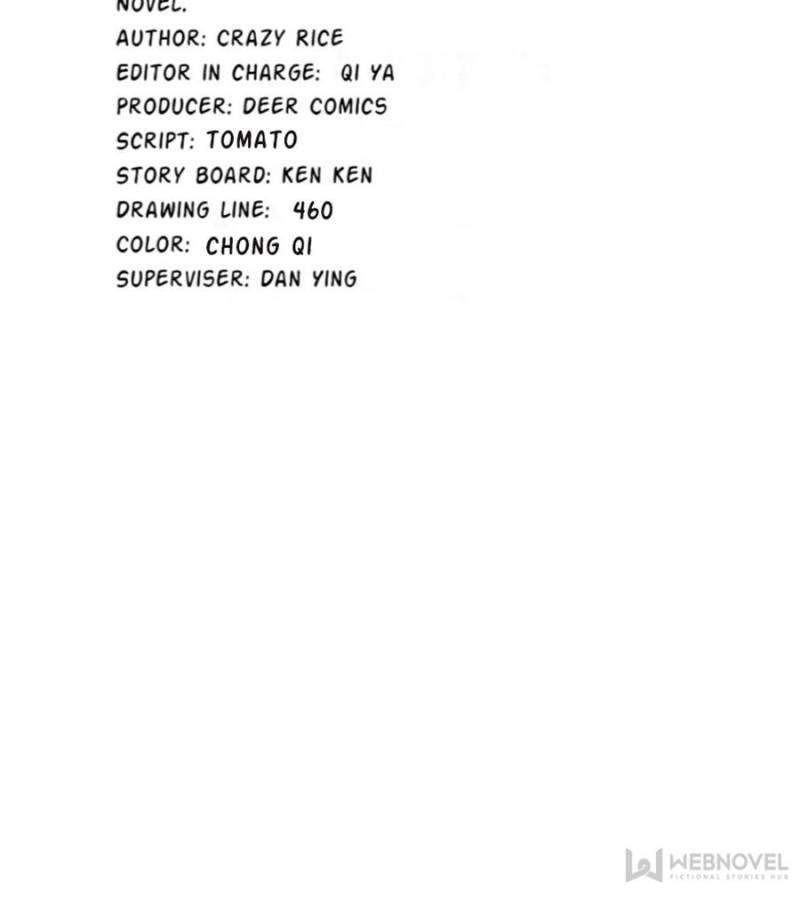 NOVEL.
AUTHOR: CRAZY RICE
EDITOR IN CHARGE: QI YA
PRODUCER: DEER COMICS
SCRIPT: TOMATO
STORY BOARD: KEN KEN
DRAWING LINE: 460
COLOR: CHONG QI
SUPERVISER: DAN YING
WEBNOVEL
FICTIONAL STORIES HUB